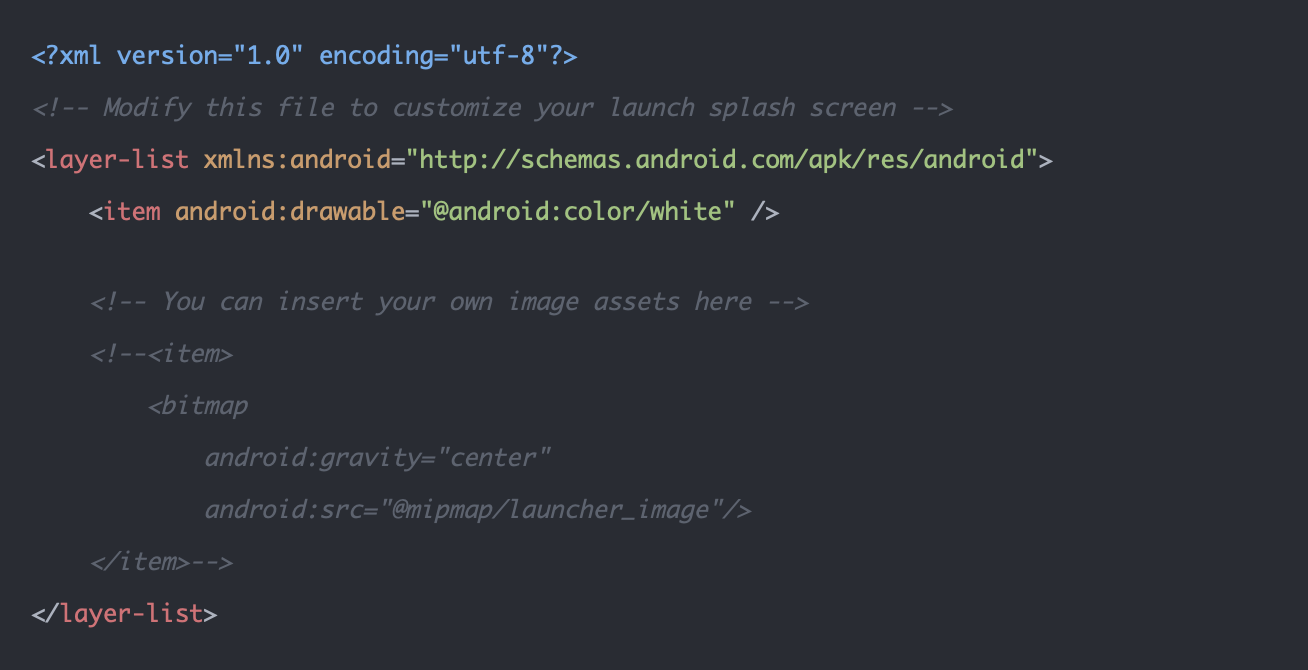 <?xml version="1.0" encoding="utf-8"?>
<!-- Modify this file to customize your launch splash screen -->
<layer-list xmlns:android="http://schemas.android.com/apk/res/android">
    <item android:drawable="@android:color/white" />

    <!-- You can insert your own image assets here -->
    <!--<item>
        <bitmap
            android:gravity="center"
            android:src="@mipmap/launcher_image"/>
    </item>-->
</layer-list>